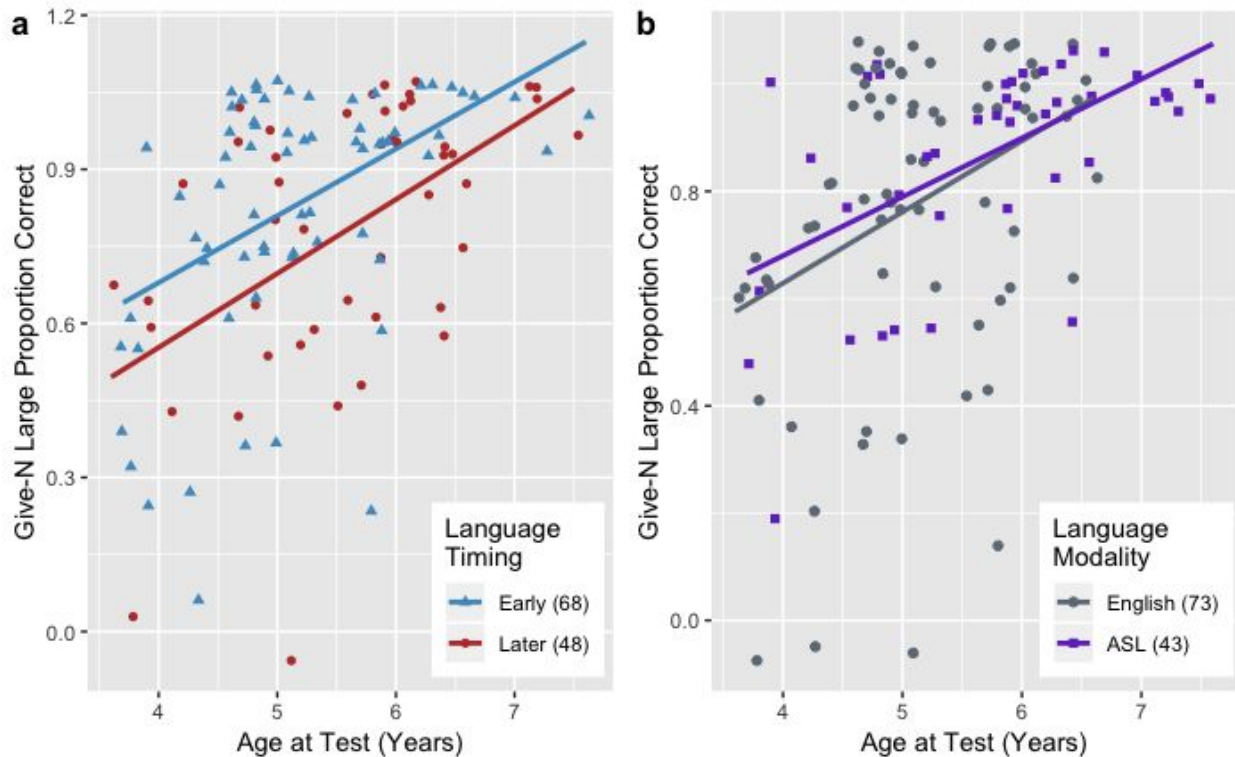 a
1.2
0.9
0.6
0.3
0.0
Give-N Large Proportion Correct
4 5 6 7
Age at Test (Years)
Language
Timing
Early (68)
Later (48)
b
0.8
0.4
0.0
Give-N Large Proportion Correct
4 5 6 7
Age at Test (Years)
Language
Modality
English (73)
ASL (43)